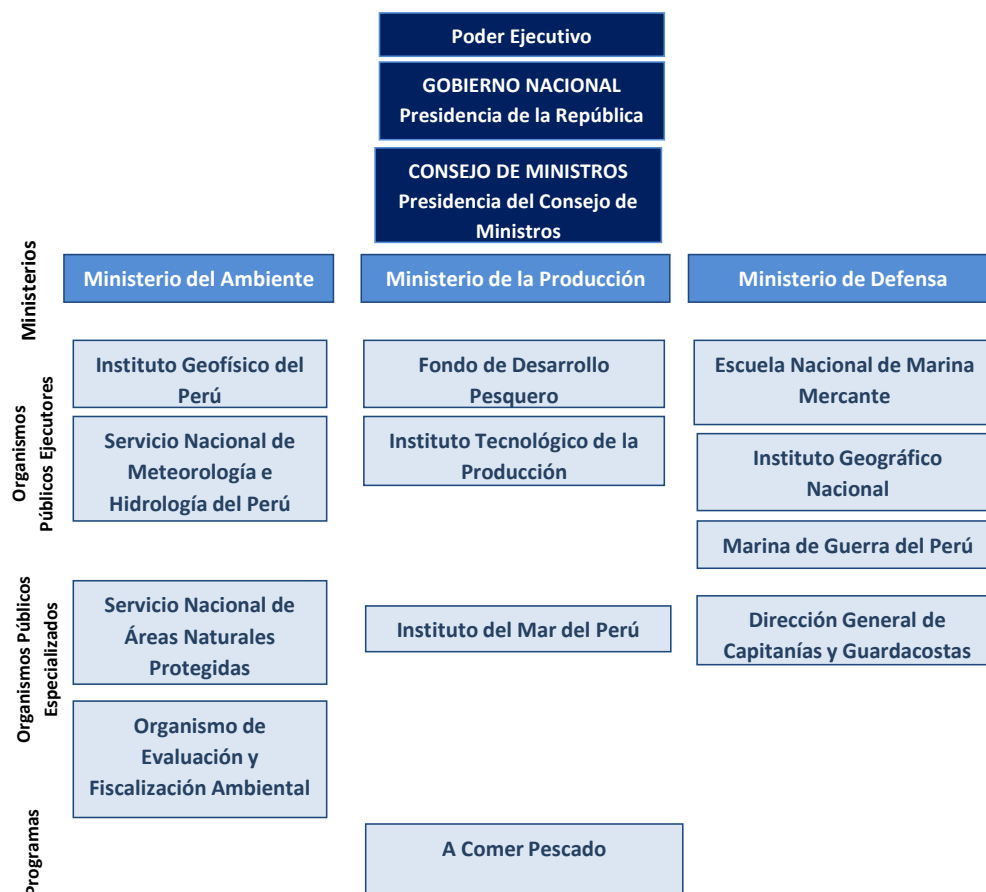 Poder Ejecutivo
GOBIERNO NACIONAL
Presidencia de la República
CONSEJO DE MINISTROS
Presidencia del Consejo de
Ministros
Ministerios
Ministerio del Ambiente
Ministerio de la Producción
Ministerio de Defensa
Organismos
Públicos Ejecutores
Instituto Geofísico del
Perú
Fondo de Desarrollo
Pesquero
Escuela Nacional de Marina
Mercante
Servicio Nacional de
Meteorología e
Hidrología del Perú
Instituto Tecnológico de la
Producción
Instituto Geográfico
Nacional
Marina de Guerra del Perú
Organismos Públicos
Especializados
Servicio Nacional de
Áreas Naturales
Protegidas
Instituto del Mar del Perú
Dirección General de
Capitanías y Guardacostas
Organismo de
Evaluación y
Fiscalización Ambiental
Programas
A Comer Pescado